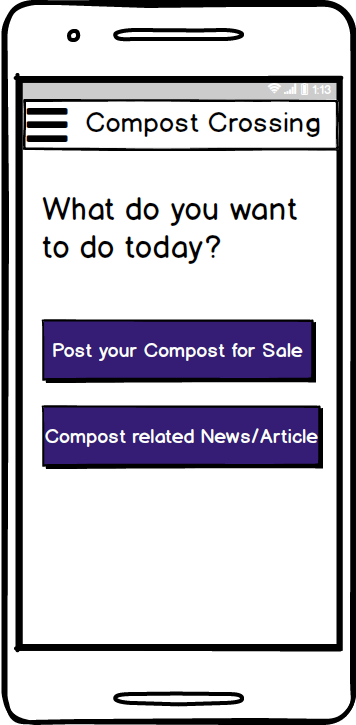 1:13
Compost Crossing
What do you want
to do today?
Post your Compost for Sale
Compost related News/Article